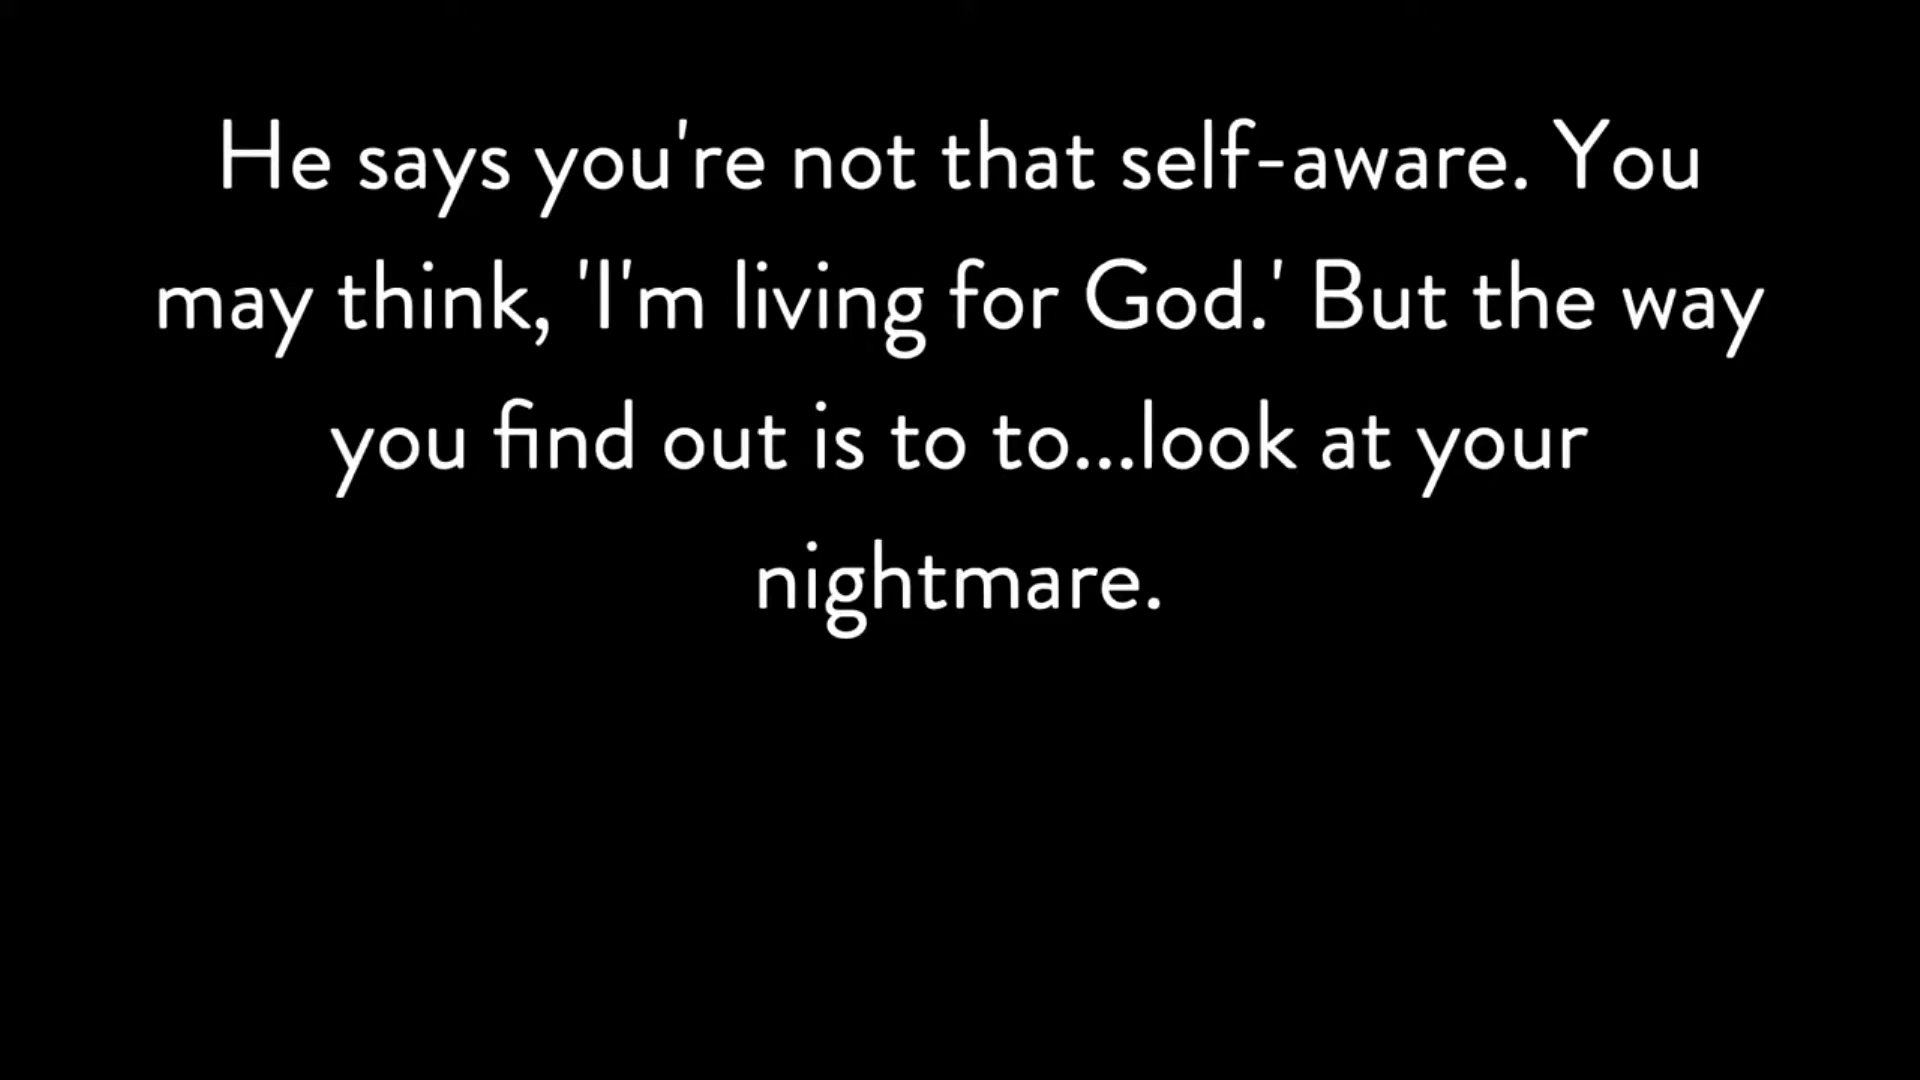 He says you're not that self-aware. You
may think, 'I'm living for God.' But the way
you find out is to to...look at your
nightmare.